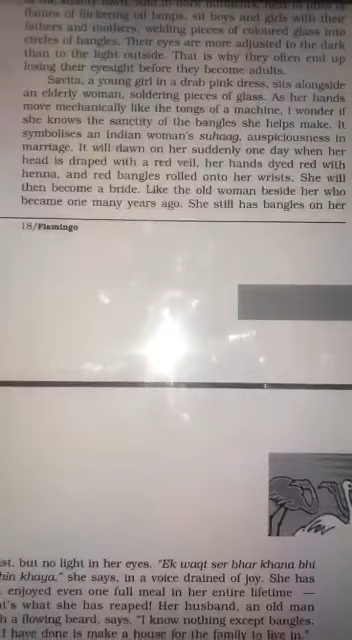 flames of flickering oil lamps, sit boys and girls with their
fathers and mothers, welding pieces of coloured glass into
circles of bangles. Their eyes are more adjusted to the dark
than to the light outside. That is why they often end up
losing their eyesight before they become adults.
Savita, a young girl in a drab pink dress, sits alongside
an elderly woman, soldering pieces of glass. As her hands
move mechanically like the tongs of a machine, I wonder if
she knows the sanctity of the bangles she helps make. It
symbolises an Indian woman's suhaag, auspiciousness in
marriage. It will dawn on her suddenly one day when her
head is draped with a red veil, her hands dyed red with
henna, and red bangles rolled onto her wrists. She will
then become a bride. Like the old woman beside her who
became one many years ago. She still has bangles on her
18/Flamingo
ist, but no light in her eyes. "Ek waqt ser bhar khana bhi
hin khaya," she says, in a voice drained of joy. She has
enjoyed even one full meal in her entire lifetime —
at's what she has reaped! Her husband, an old man
h a flowing beard, says, "I know nothing except bangles.
I have done is make a house for the family to live in."